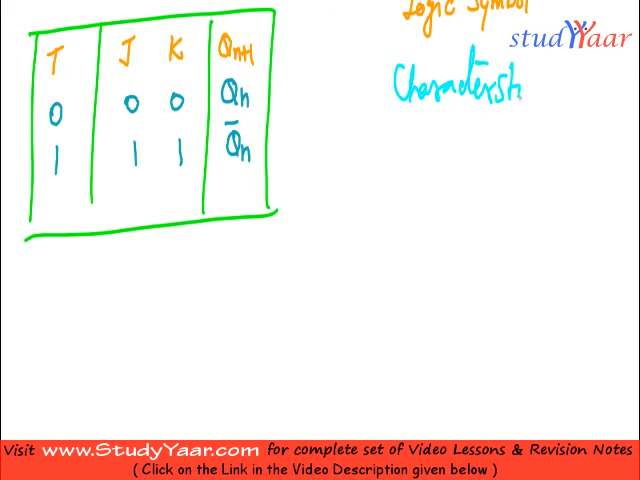 Logic Symbol
studYYaar
Characterist
T J K Qn+1
0 0 0 Qn
1 1 1 Q̅n
Visit www.StudyYaar.com for complete set of Video Lessons & Revision Notes
( Click on the Link in the Video Description given below )